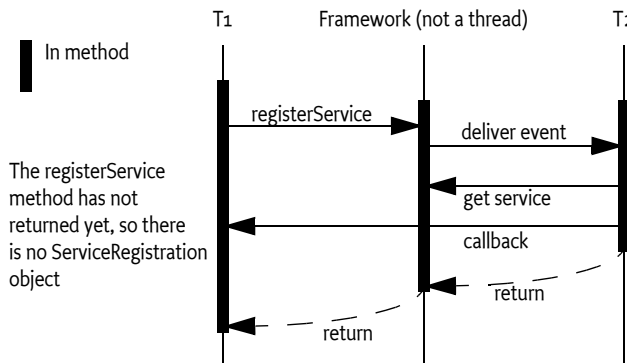 T1
Framework (not a thread)
T2
In method
registerService
deliver event
The registerService
method has not
returned yet, so there
is no ServiceRegistration
object
get service
callback
return
return